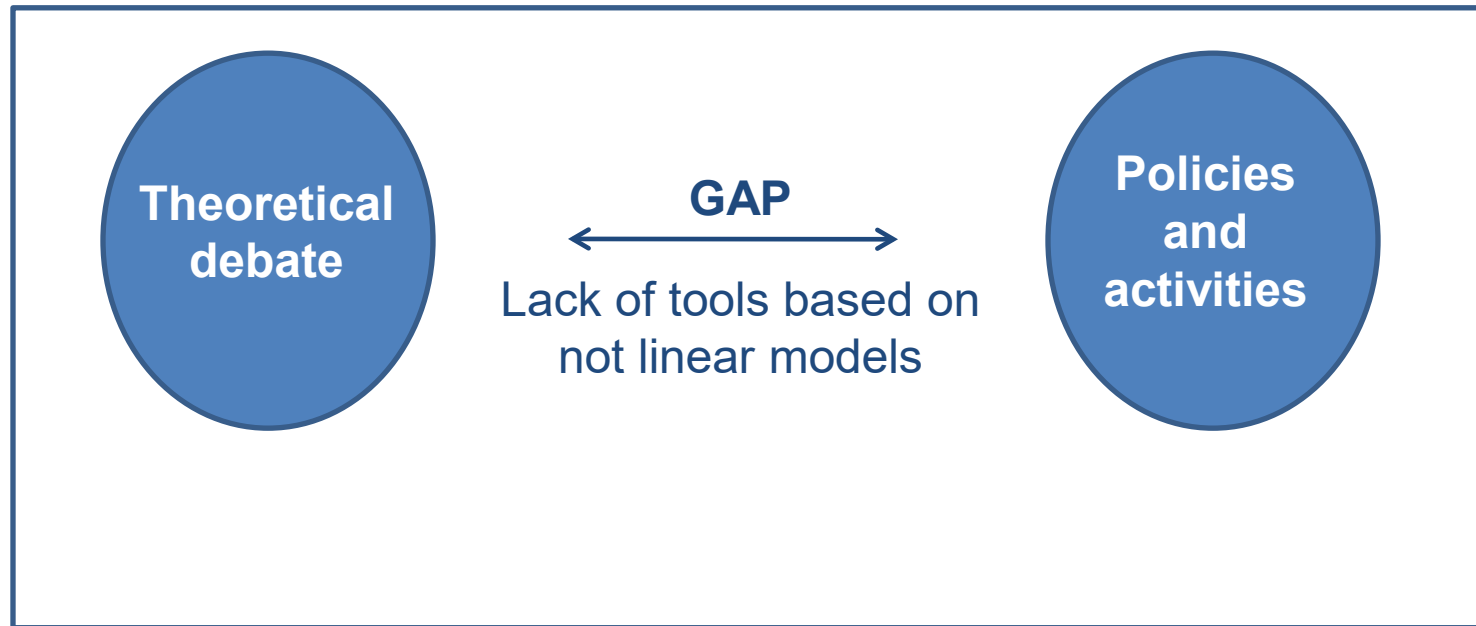 Theoretical
debate
GAP
Lack of tools based on
not linear models
Policies
and
activities